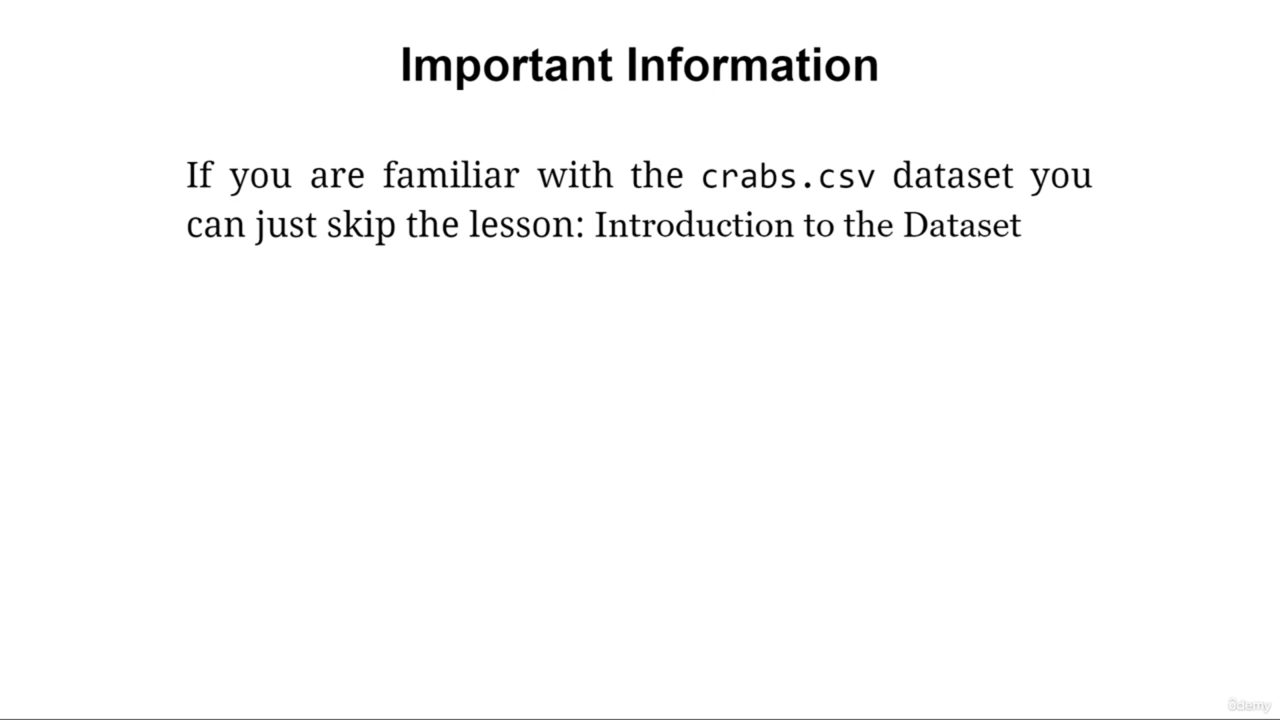 Important Information
If you are familiar with the crabs.csv dataset you
can just skip the lesson: Introduction to the Dataset
ûdemy